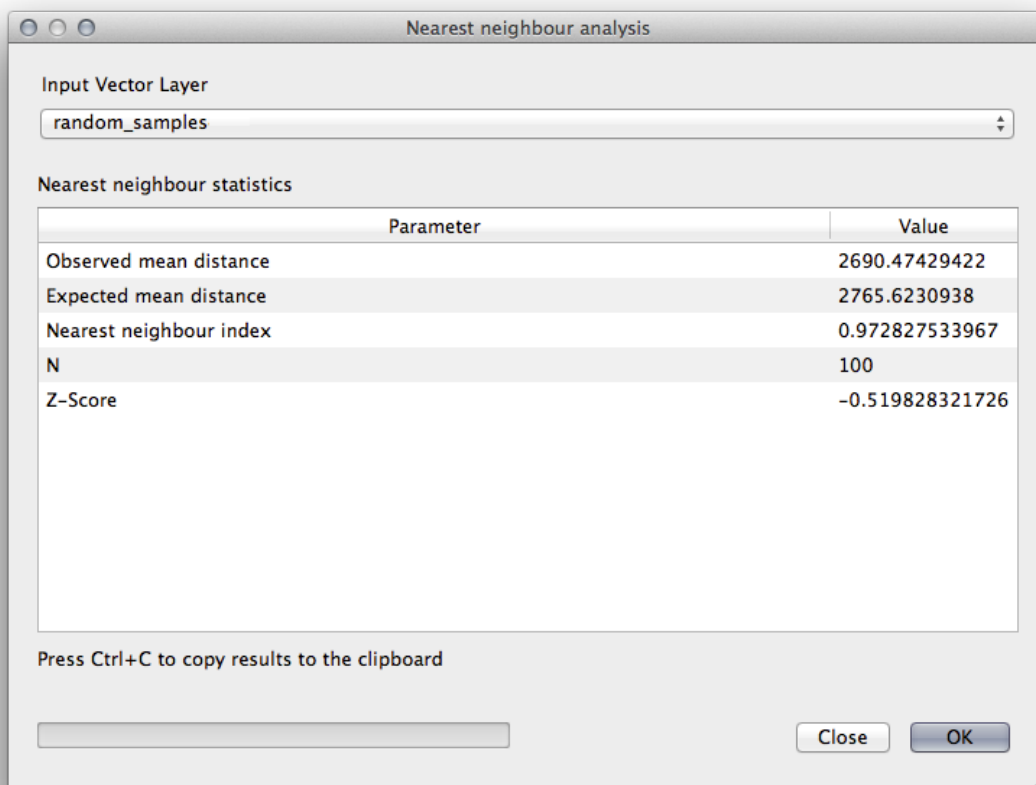 Nearest neighbour analysis
Input Vector Layer
random_samples
Nearest neighbour statistics
Parameter Value
Observed mean distance 2690.47429422
Expected mean distance 2765.6230938
Nearest neighbour index 0.972827533967
N 100
Z-Score -0.519828321726
Press Ctrl+C to copy results to the clipboard
Close OK